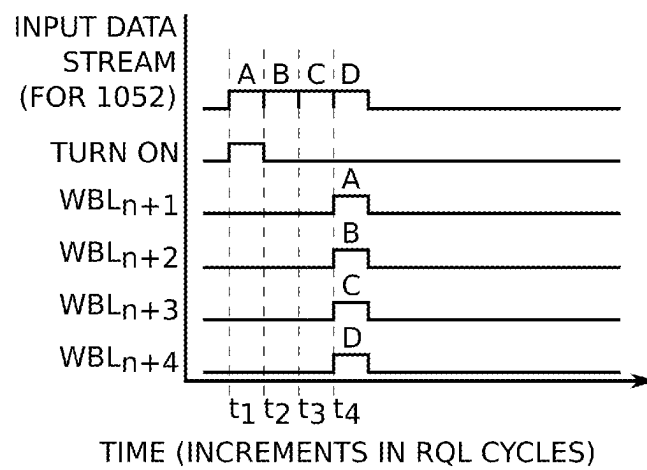 INPUT DATA
STREAM
(FOR 1052)
A B C D
TURN ON
A
WBLn+1
B
WBLn+2
C
WBLn+3
D
WBLn+4
t1 t2 t3 t4
TIME (INCREMENTS IN RQL CYCLES)